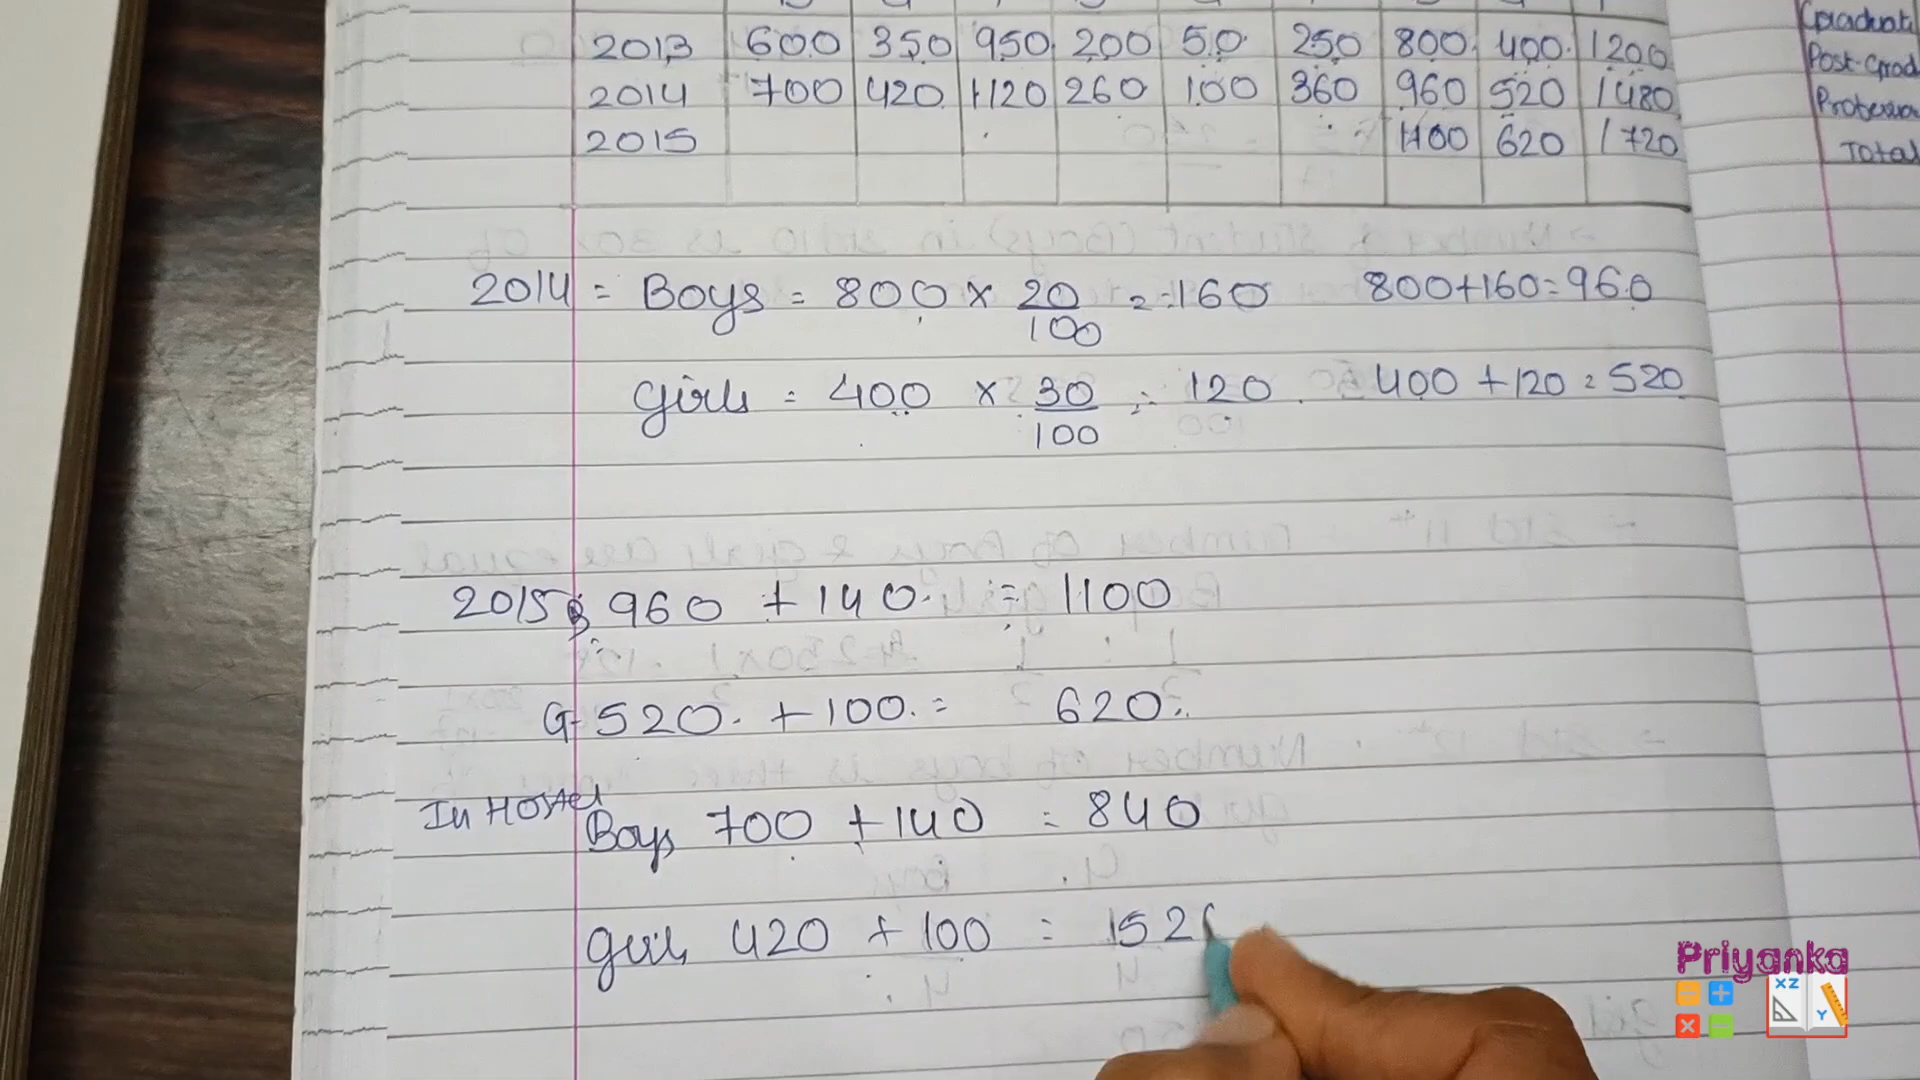 2013 600 350 950 200 50 250 800 400 1200
2014 700 420 1120 260 100 360 960 520 1480
2015 1100 620 1720
Post-Grad
Total
2014 = Boys = 800 × 20/100 = 160 800+160=960
Girls = 400 × 30/100 = 120 400+120=520
2015 960 + 140 = 1100
G 520 + 100 = 620
In Hostel
Boys 700 + 140 = 840
girls 420 + 100 = 152
Priyanka
XZ
Y